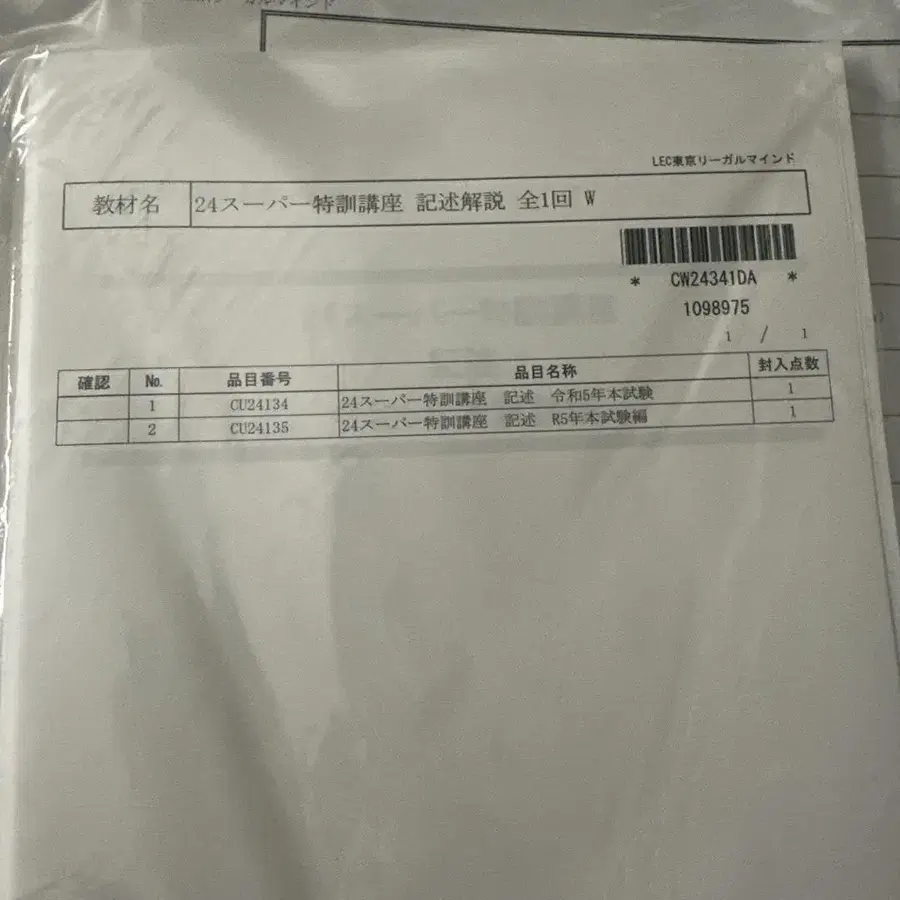 LEC東京リーガルマインド
教材名 24スーパー特訓講座 記述解説 全1回 W
* CW24341DA *
1098975
1 / 1
確認 No. 品目番号 品目名称 封入点数
1 CU24134 24スーパー特訓講座 記述 令和5年本試験 1
2 CU24135 24スーパー特訓講座 記述 R5年本試験編 1